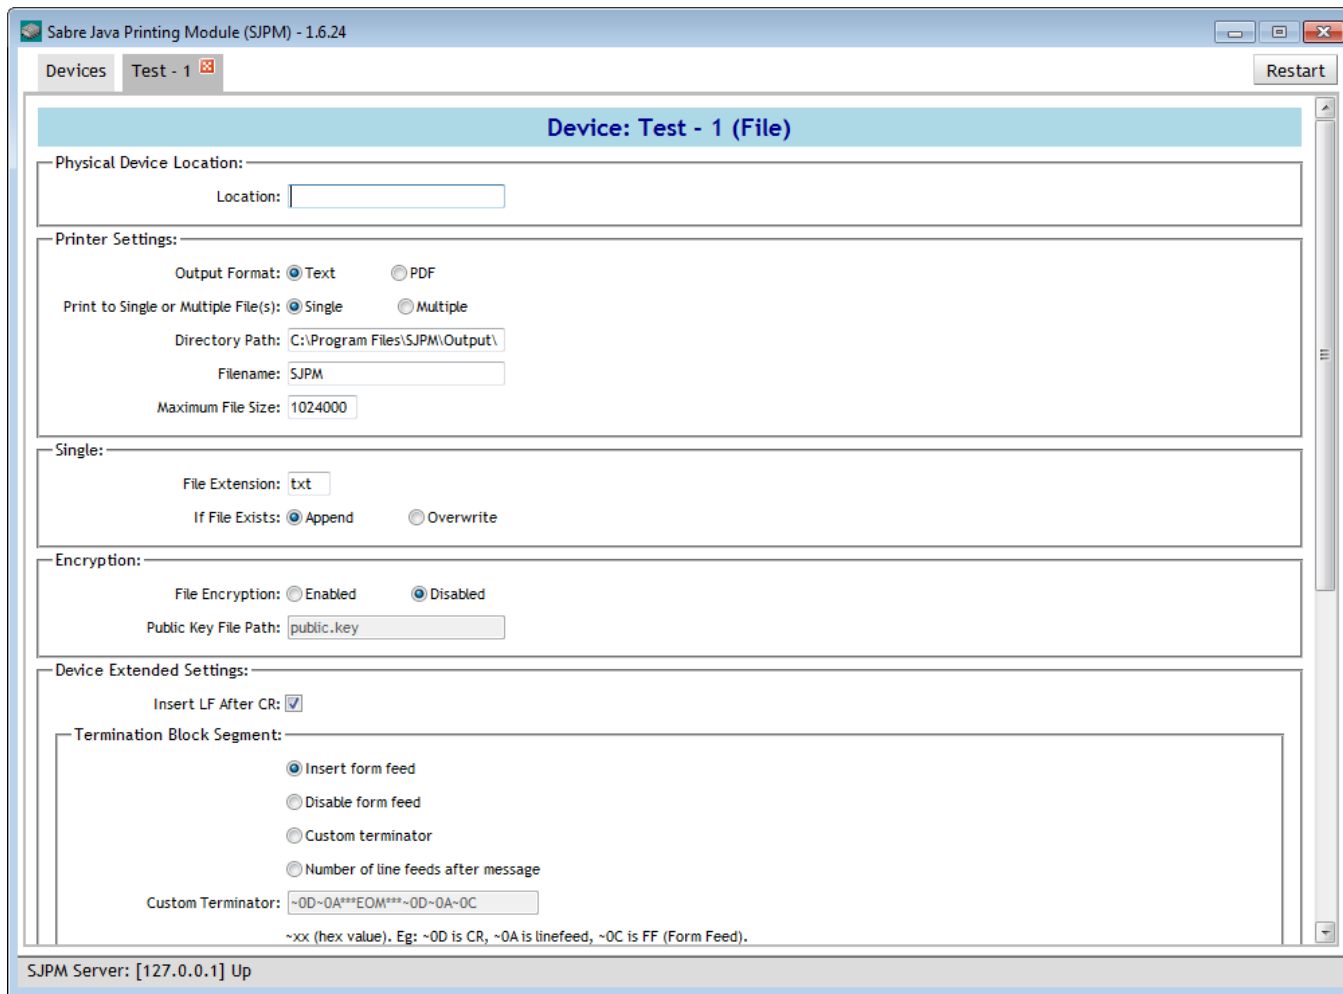 Sabre Java Printing Module (SJPM) - 1.6.24
Devices Test - 1 Restart
Device: Test - 1 (File)
Physical Device Location:
Location:
Printer Settings:
Output Format: Text PDF
Print to Single or Multiple File(s): Single Multiple
Directory Path: C:\Program Files\SJPM\Output\
Filename: SJPM
Maximum File Size: 1024000
Single:
File Extension: txt
If File Exists: Append Overwrite
Encryption:
File Encryption: Enabled Disabled
Public Key File Path: public.key
Device Extended Settings:
Insert LF After CR:
Termination Block Segment:
Insert form feed
Disable form feed
Custom terminator
Number of line feeds after message
Custom Terminator: ~0D~0A***EOM***~0D~0A~0C
~xx (hex value). Eg: ~0D is CR, ~0A is linefeed, ~0C is FF (Form Feed).
SJPM Server: [127.0.0.1] Up